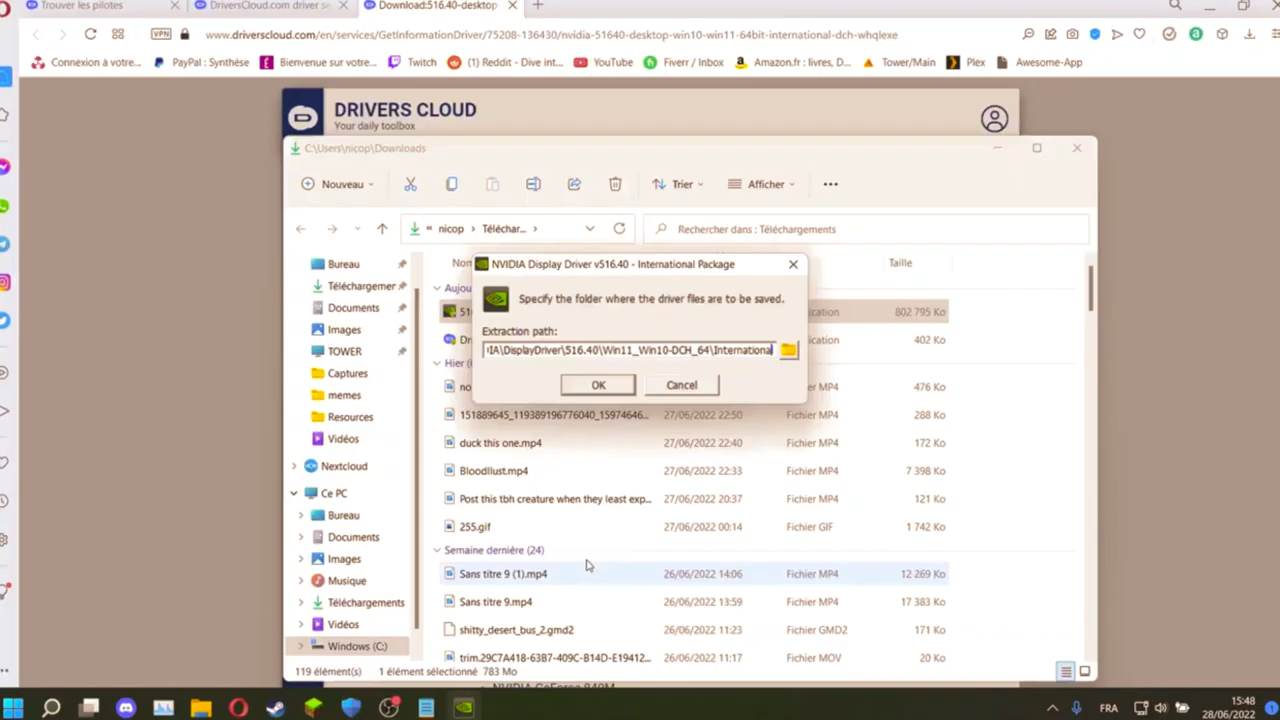 Trouver les pilotes
DriversCloud.com driver se
Download:516.40-desktop
VPN
www.driverscloud.com/en/services/GetInformationDriver/75208-136430/nvidia-51640-desktop-win10-win11-64bit-international-dch-whqlexe
Connexion à votre...
PayPal : Synthèse
Bienvenue sur votre...
Twitch
(1) Reddit - Dive int...
YouTube
Fiverr / Inbox
Amazon.fr : livres, D...
Tower/Main
Plex
Awesome-App
DRIVERS CLOUD
Your daily toolbox
C:\Users\nicop\Downloads
Nouveau
Trier
Afficher
« nicop > Téléchar... >
Rechercher dans : Téléchargements
Bureau
Téléchargemer
Documents
Images
TOWER
Captures
memes
Resources
Vidéos
Nextcloud
Ce PC
Bureau
Documents
Images
Musique
Téléchargements
Vidéos
Windows (C:)
Taille
NVIDIA Display Driver v516.40 - International Package
Specify the folder where the driver files are to be saved.
Extraction path:
IA\DisplayDriver\516.40\Win11_Win10-DCH_64\International
OK
Cancel
Aujou
ication 802 795 Ko
ication 402 Ko
Hier
MP4 476 Ko
151889645_119389196776040_15974646... 27/06/2022 22:50 Fichier MP4 288 Ko
duck this one.mp4 27/06/2022 22:40 Fichier MP4 172 Ko
Bloodllust.mp4 27/06/2022 22:33 Fichier MP4 7 398 Ko
Post this tbh creature when they least exp... 27/06/2022 20:37 Fichier MP4 121 Ko
255.gif 27/06/2022 00:14 Fichier GIF 1 742 Ko
Semaine dernière (24)
Sans titre 9 (1).mp4 26/06/2022 14:06 Fichier MP4 12 269 Ko
Sans titre 9.mp4 26/06/2022 13:59 Fichier MP4 17 383 Ko
shitty_desert_bus_2.gmd2 26/06/2022 11:23 Fichier GMD2 171 Ko
trim.29C7A418-63B7-409C-B14D-E19412... 26/06/2022 11:17 Fichier MOV 20 Ko
119 élément(s) 1 élément sélectionné 783 Mo
NVIDIA GeForce 840M
FRA
15:48
28/06/2022